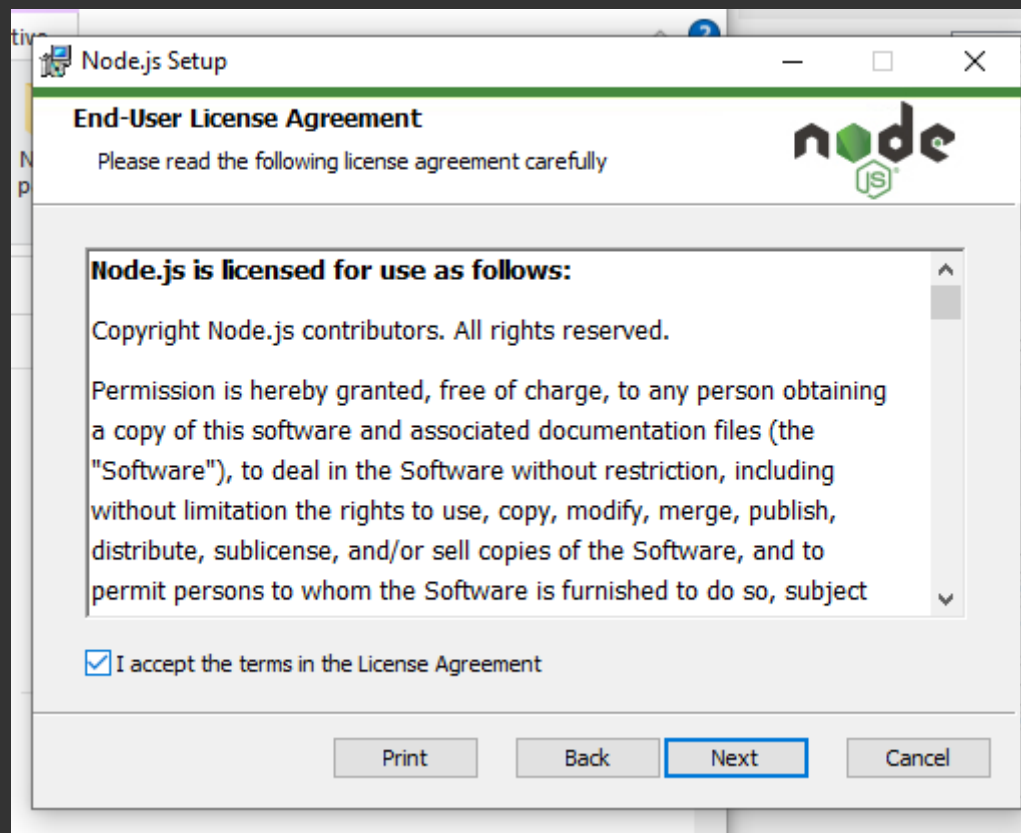 tive
?
Node.js Setup
End-User License Agreement
Please read the following license agreement carefully
node
JS
N
p
Node.js is licensed for use as follows:
Copyright Node.js contributors. All rights reserved.
Permission is hereby granted, free of charge, to any person obtaining
a copy of this software and associated documentation files (the
"Software"), to deal in the Software without restriction, including
without limitation the rights to use, copy, modify, merge, publish,
distribute, sublicense, and/or sell copies of the Software, and to
permit persons to whom the Software is furnished to do so, subject
I accept the terms in the License Agreement
Print
Back
Next
Cancel